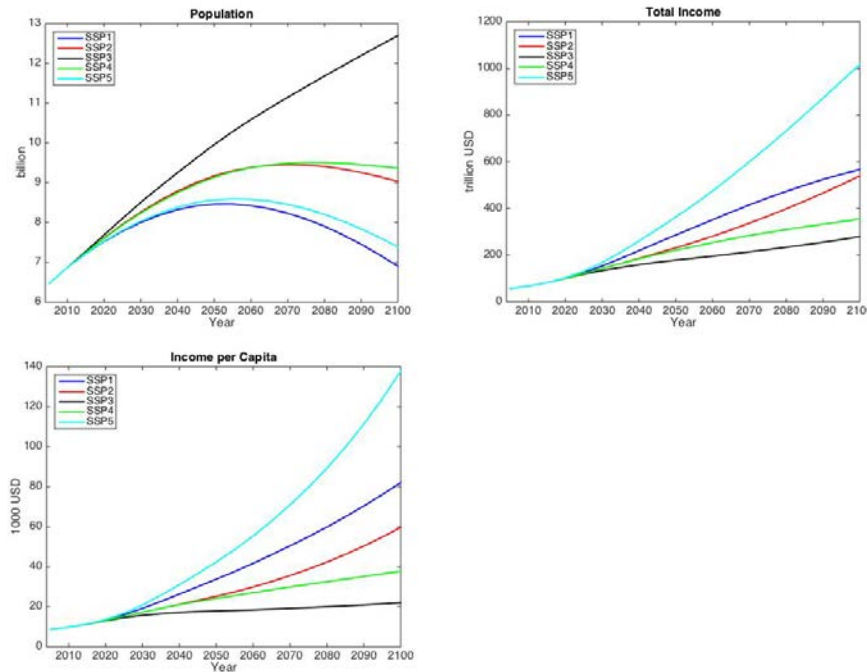 Population
13
12
11
10
9
8
7
6
billion
SSP1
SSP2
SSP3
SSP4
SSP5
2010 2020 2030 2040 2050 2060 2070 2080 2090 2100
Year
Total Income
1200
1000
800
600
400
200
0
trillion USD
SSP1
SSP2
SSP3
SSP4
SSP5
2010 2020 2030 2040 2050 2060 2070 2080 2090 2100
Year
Income per Capita
140
120
100
80
60
40
20
0
1000 USD
SSP1
SSP2
SSP3
SSP4
SSP5
2010 2020 2030 2040 2050 2060 2070 2080 2090 2100
Year